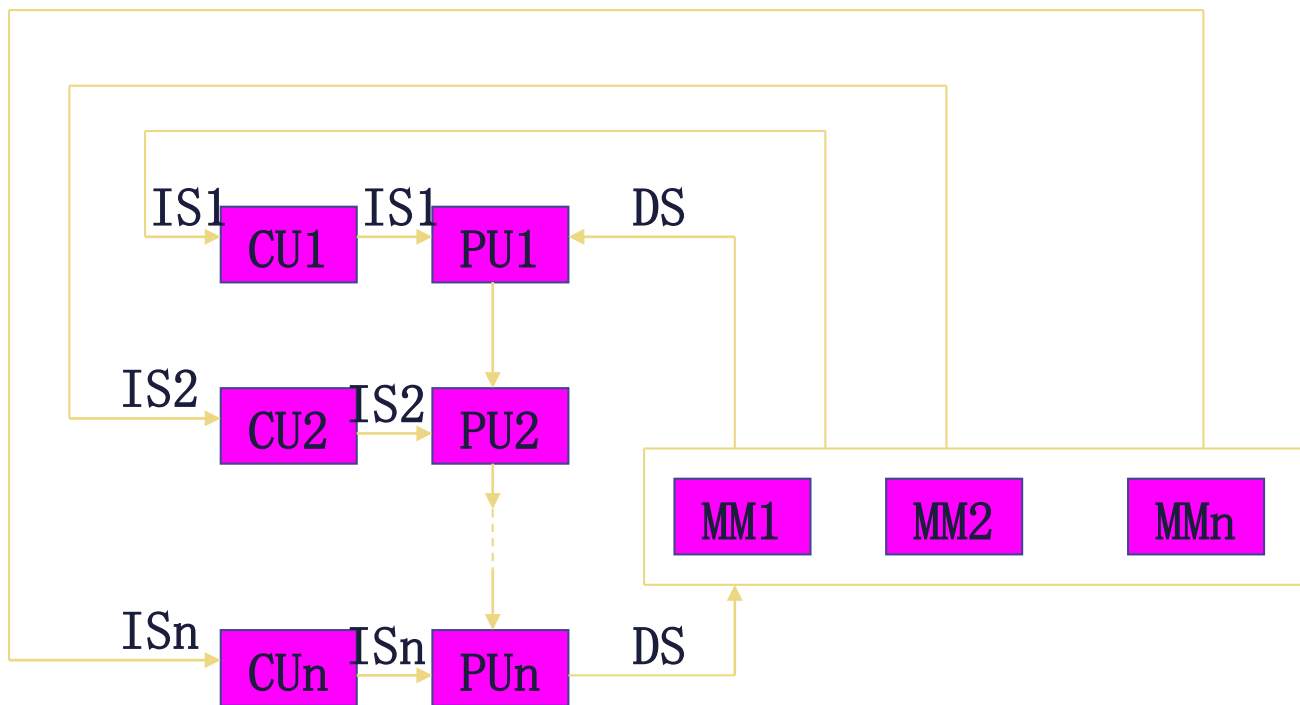 IS1 IS1 DS
CU1 PU1
IS2 IS2
CU2 PU2
MM1 MM2 MMn
ISn ISn DS
CUn PUn